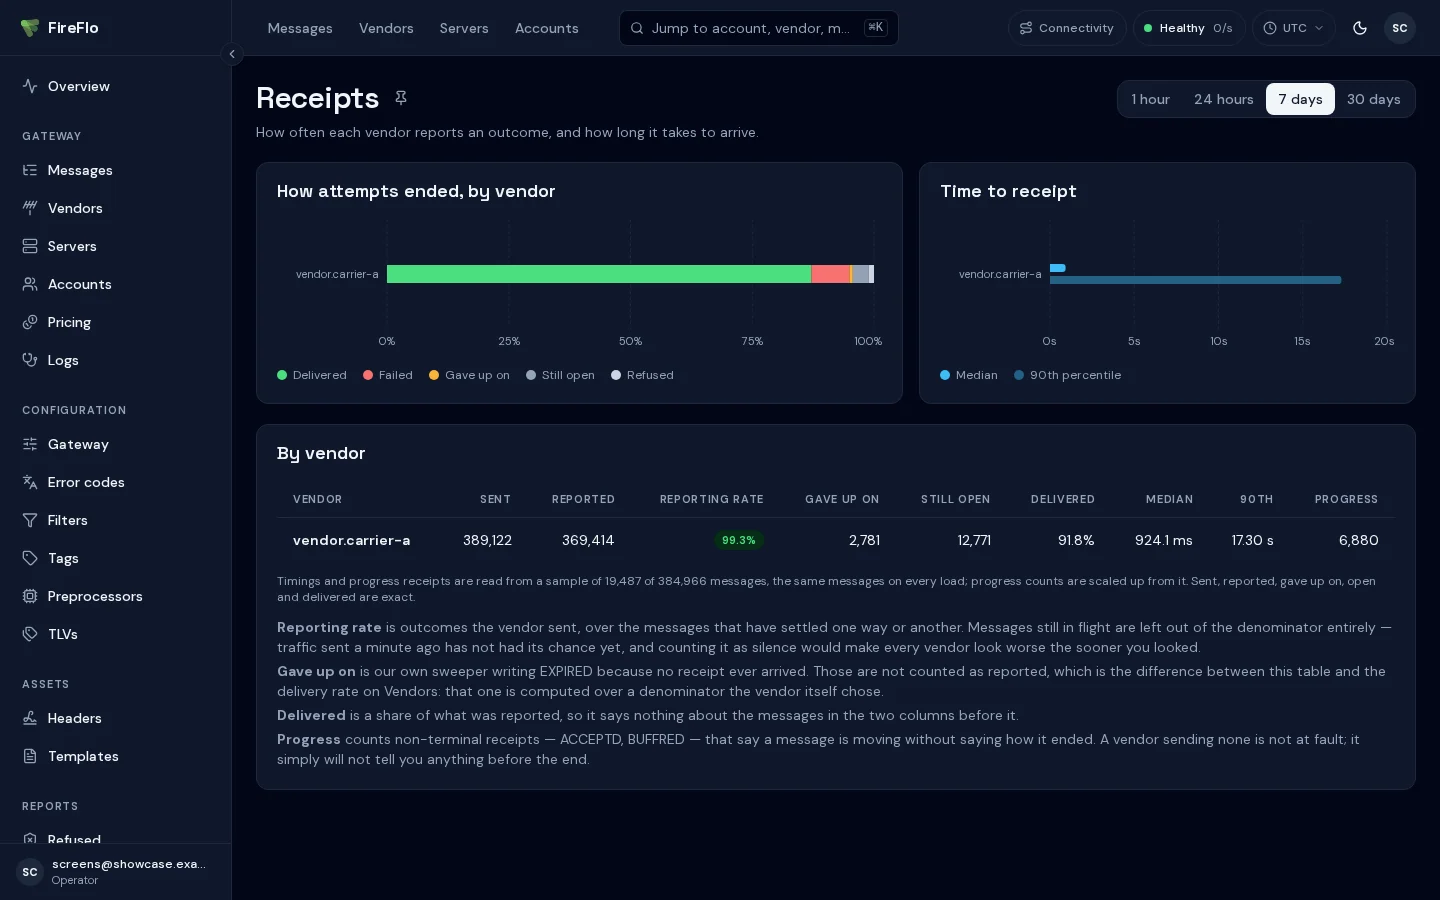 FireFlo
Messages Vendors Servers Accounts
Jump to account, vendor, m... ⌘K
Connectivity
Healthy 0/s
UTC
SC
Overview
GATEWAY
Messages
Vendors
Servers
Accounts
Pricing
Logs
CONFIGURATION
Gateway
Error codes
Filters
Tags
Preprocessors
TLVs
ASSETS
Headers
Templates
REPORTS
Refused
SC
screens@showcase.exa...
Operator
Receipts
How often each vendor reports an outcome, and how long it takes to arrive.
1 hour 24 hours 7 days 30 days
How attempts ended, by vendor
vendor.carrier-a
0% 25% 50% 75% 100%
Delivered Failed Gave up on Still open Refused
Time to receipt
vendor.carrier-a
0s 5s 10s 15s 20s
Median 90th percentile
By vendor
VENDOR SENT REPORTED REPORTING RATE GAVE UP ON STILL OPEN DELIVERED MEDIAN 90TH PROGRESS
vendor.carrier-a 389,122 369,414 99.3% 2,781 12,771 91.8% 924.1 ms 17.30 s 6,880
Timings and progress receipts are read from a sample of 19,487 of 384,966 messages, the same messages on every load; progress counts are scaled up from it. Sent, reported, gave up on, open
and delivered are exact.
Reporting rate is outcomes the vendor sent, over the messages that have settled one way or another. Messages still in flight are left out of the denominator entirely —
traffic sent a minute ago has not had its chance yet, and counting it as silence would make every vendor look worse the sooner you looked.
Gave up on is our own sweeper writing EXPIRED because no receipt ever arrived. Those are not counted as reported, which is the difference between this table and the
delivery rate on Vendors: that one is computed over a denominator the vendor itself chose.
Delivered is a share of what was reported, so it says nothing about the messages in the two columns before it.
Progress counts non-terminal receipts — ACCEPTD, BUFFRED — that say a message is moving without saying how it ended. A vendor sending none is not at fault; it
simply will not tell you anything before the end.